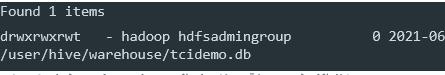 Found 1 items
drwxrwxrwt - hadoop hdfsadmingroup 0 2021-06
/user/hive/warehouse/tcidemo.db